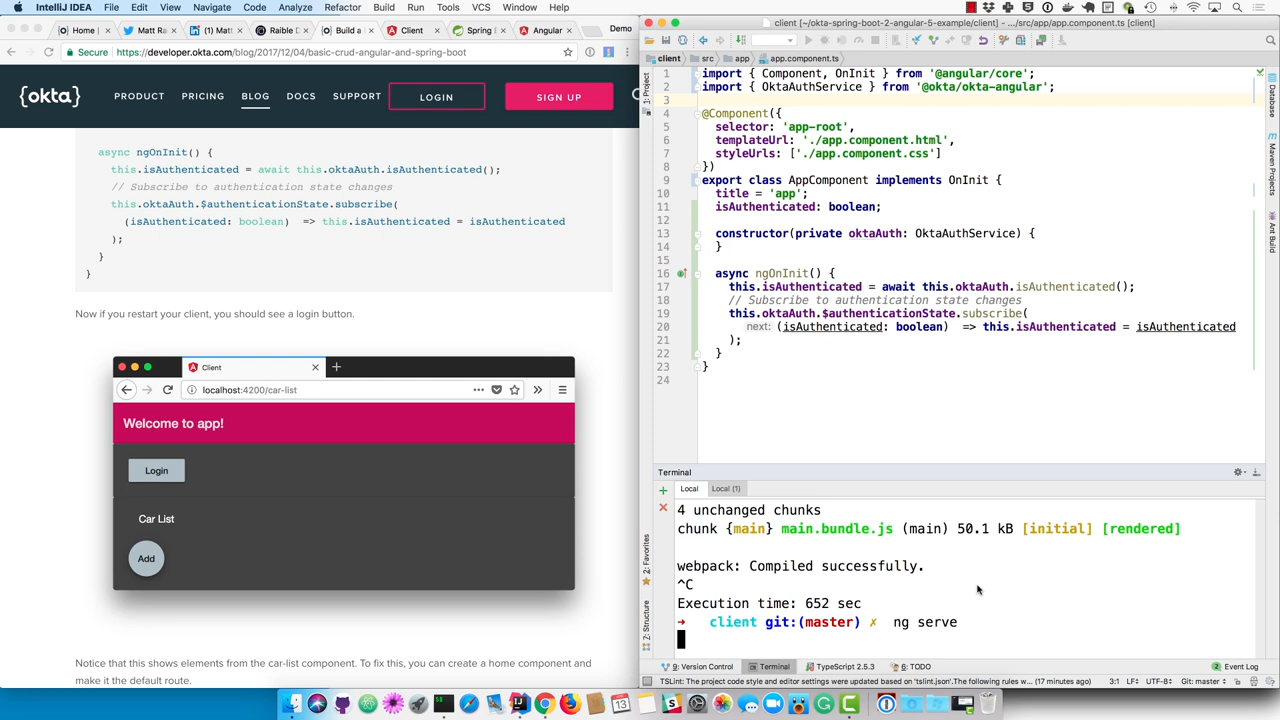 IntelliJ IDEA File Edit View Navigate Code Analyze Refactor Build Run Tools VCS Window Help
Home Matt Ra (2) Matt Raible D Build a Client Spring Angular Demo
Secure https://developer.okta.com/blog/2017/12/04/basic-crud-angular-and-spring-boot
{okta} PRODUCT PRICING BLOG DOCS SUPPORT LOGIN SIGN UP
async ngOnInit() {
this.isAuthenticated = await this.oktaAuth.isAuthenticated();
// Subscribe to authentication state changes
this.oktaAuth.$authenticationState.subscribe(
(isAuthenticated: boolean) => this.isAuthenticated = isAuthenticated
);
}
}
Now if you restart your client, you should see a login button.
Client
localhost:4200/car-list
Welcome to app!
Login
Car List
Add
Notice that this shows elements from the car-list component. To fix this, you can create a home component and
make it the default route.
client [~/okta-spring-boot-2-angular-5-example/client] - .../src/app/app.component.ts [client]
client src app app.component.ts
1: Project
1 import { Component, OnInit } from '@angular/core';
2 import { OktaAuthService } from '@okta/okta-angular';
3
4 @Component({
5 selector: 'app-root',
6 templateUrl: './app.component.html',
7 styleUrls: ['./app.component.css']
8 })
9 export class AppComponent implements OnInit {
10 title = 'app';
11 isAuthenticated: boolean;
12
13 constructor(private oktaAuth: OktaAuthService) {
14 }
15
16 async ngOnInit() {
17 this.isAuthenticated = await this.oktaAuth.isAuthenticated();
18 // Subscribe to authentication state changes
19 this.oktaAuth.$authenticationState.subscribe(
20 next: (isAuthenticated: boolean) => this.isAuthenticated = isAuthenticated
21 );
22 }
23 }
24
Database
Maven Projects
Ant Build
Terminal
Local Local (1)
4 unchanged chunks
chunk {main} main.bundle.js (main) 50.1 kB [initial] [rendered]
webpack: Compiled successfully.
^C
Execution time: 652 sec
➜ client git:(master) ✗ ng serve
2: Favorites
7: Structure
9: Version Control Terminal TypeScript 2.5.3 6: TODO Event Log
TSLint: The project code style and editor settings were updated based on 'tslint.json'.The following rules w... (17 minutes ago) 3:1 LF÷ UTF-8÷ Git: master÷
13